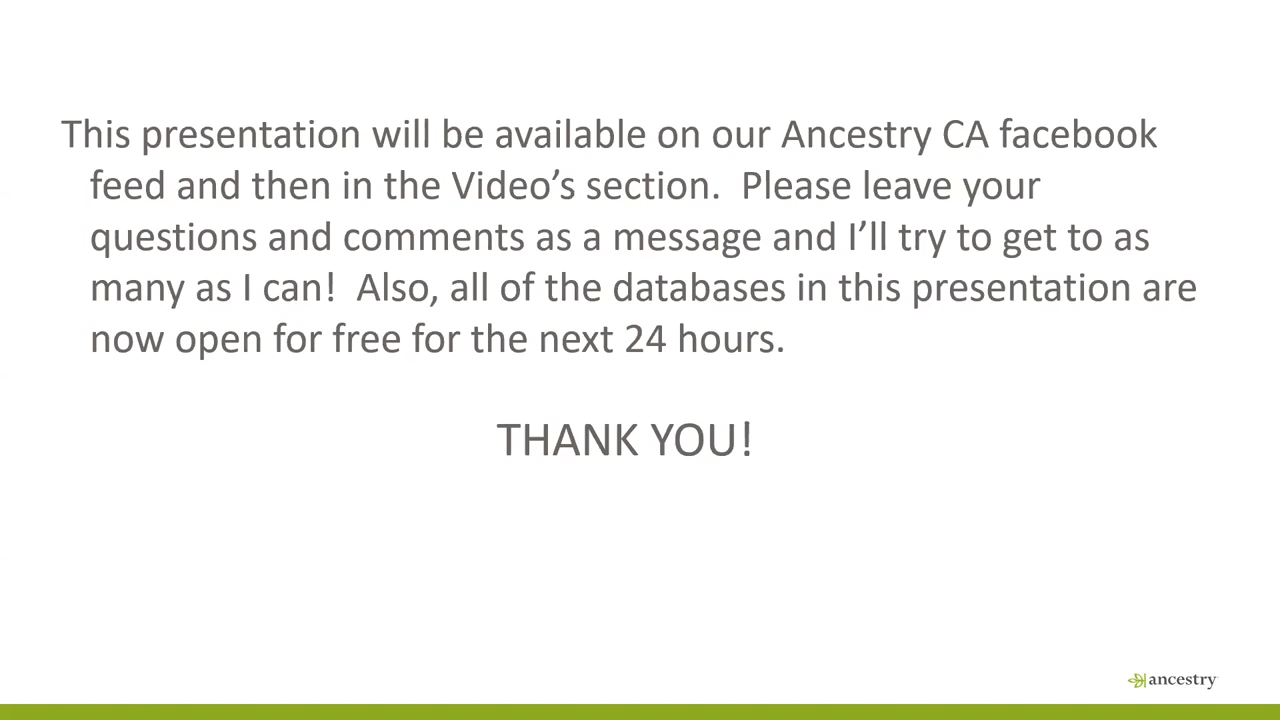 This presentation will be available on our Ancestry CA facebook
feed and then in the Video’s section.  Please leave your
questions and comments as a message and I’ll try to get to as
many as I can!  Also, all of the databases in this presentation are
now open for free for the next 24 hours.
THANK YOU!
ancestry